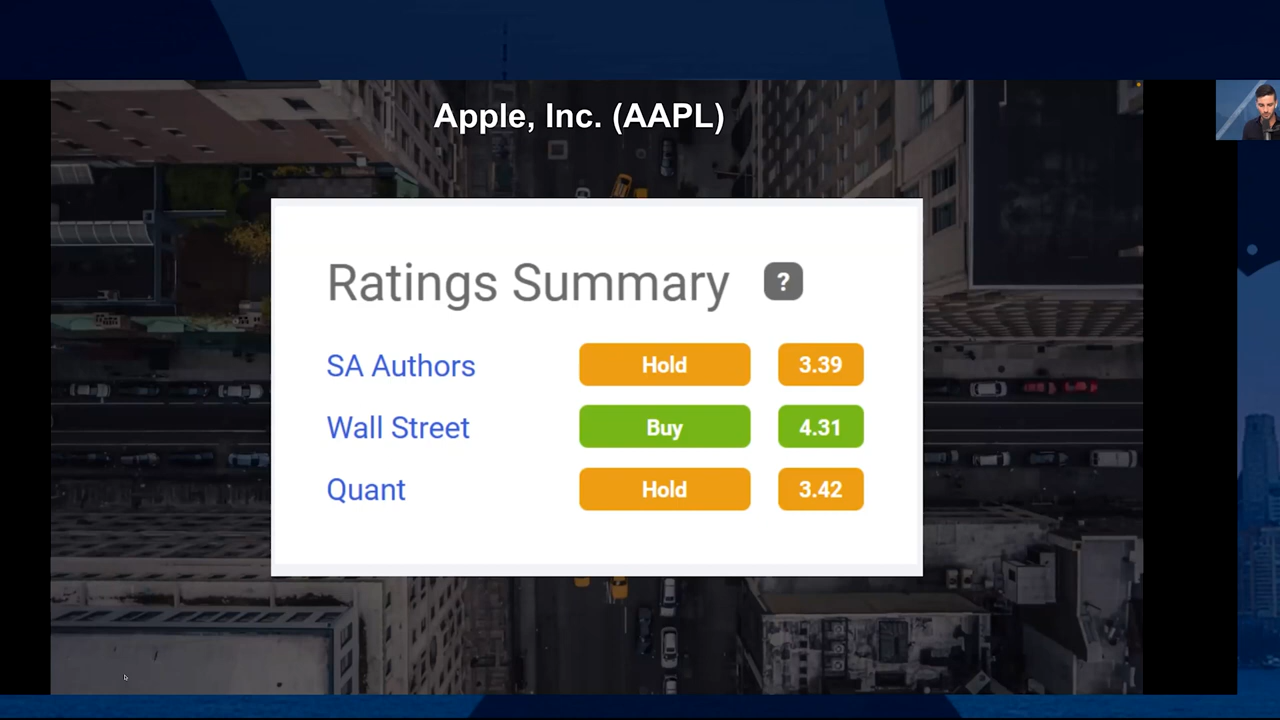 Apple, Inc. (AAPL)
Ratings Summary ?
SA Authors Hold 3.39
Wall Street Buy 4.31
Quant Hold 3.42